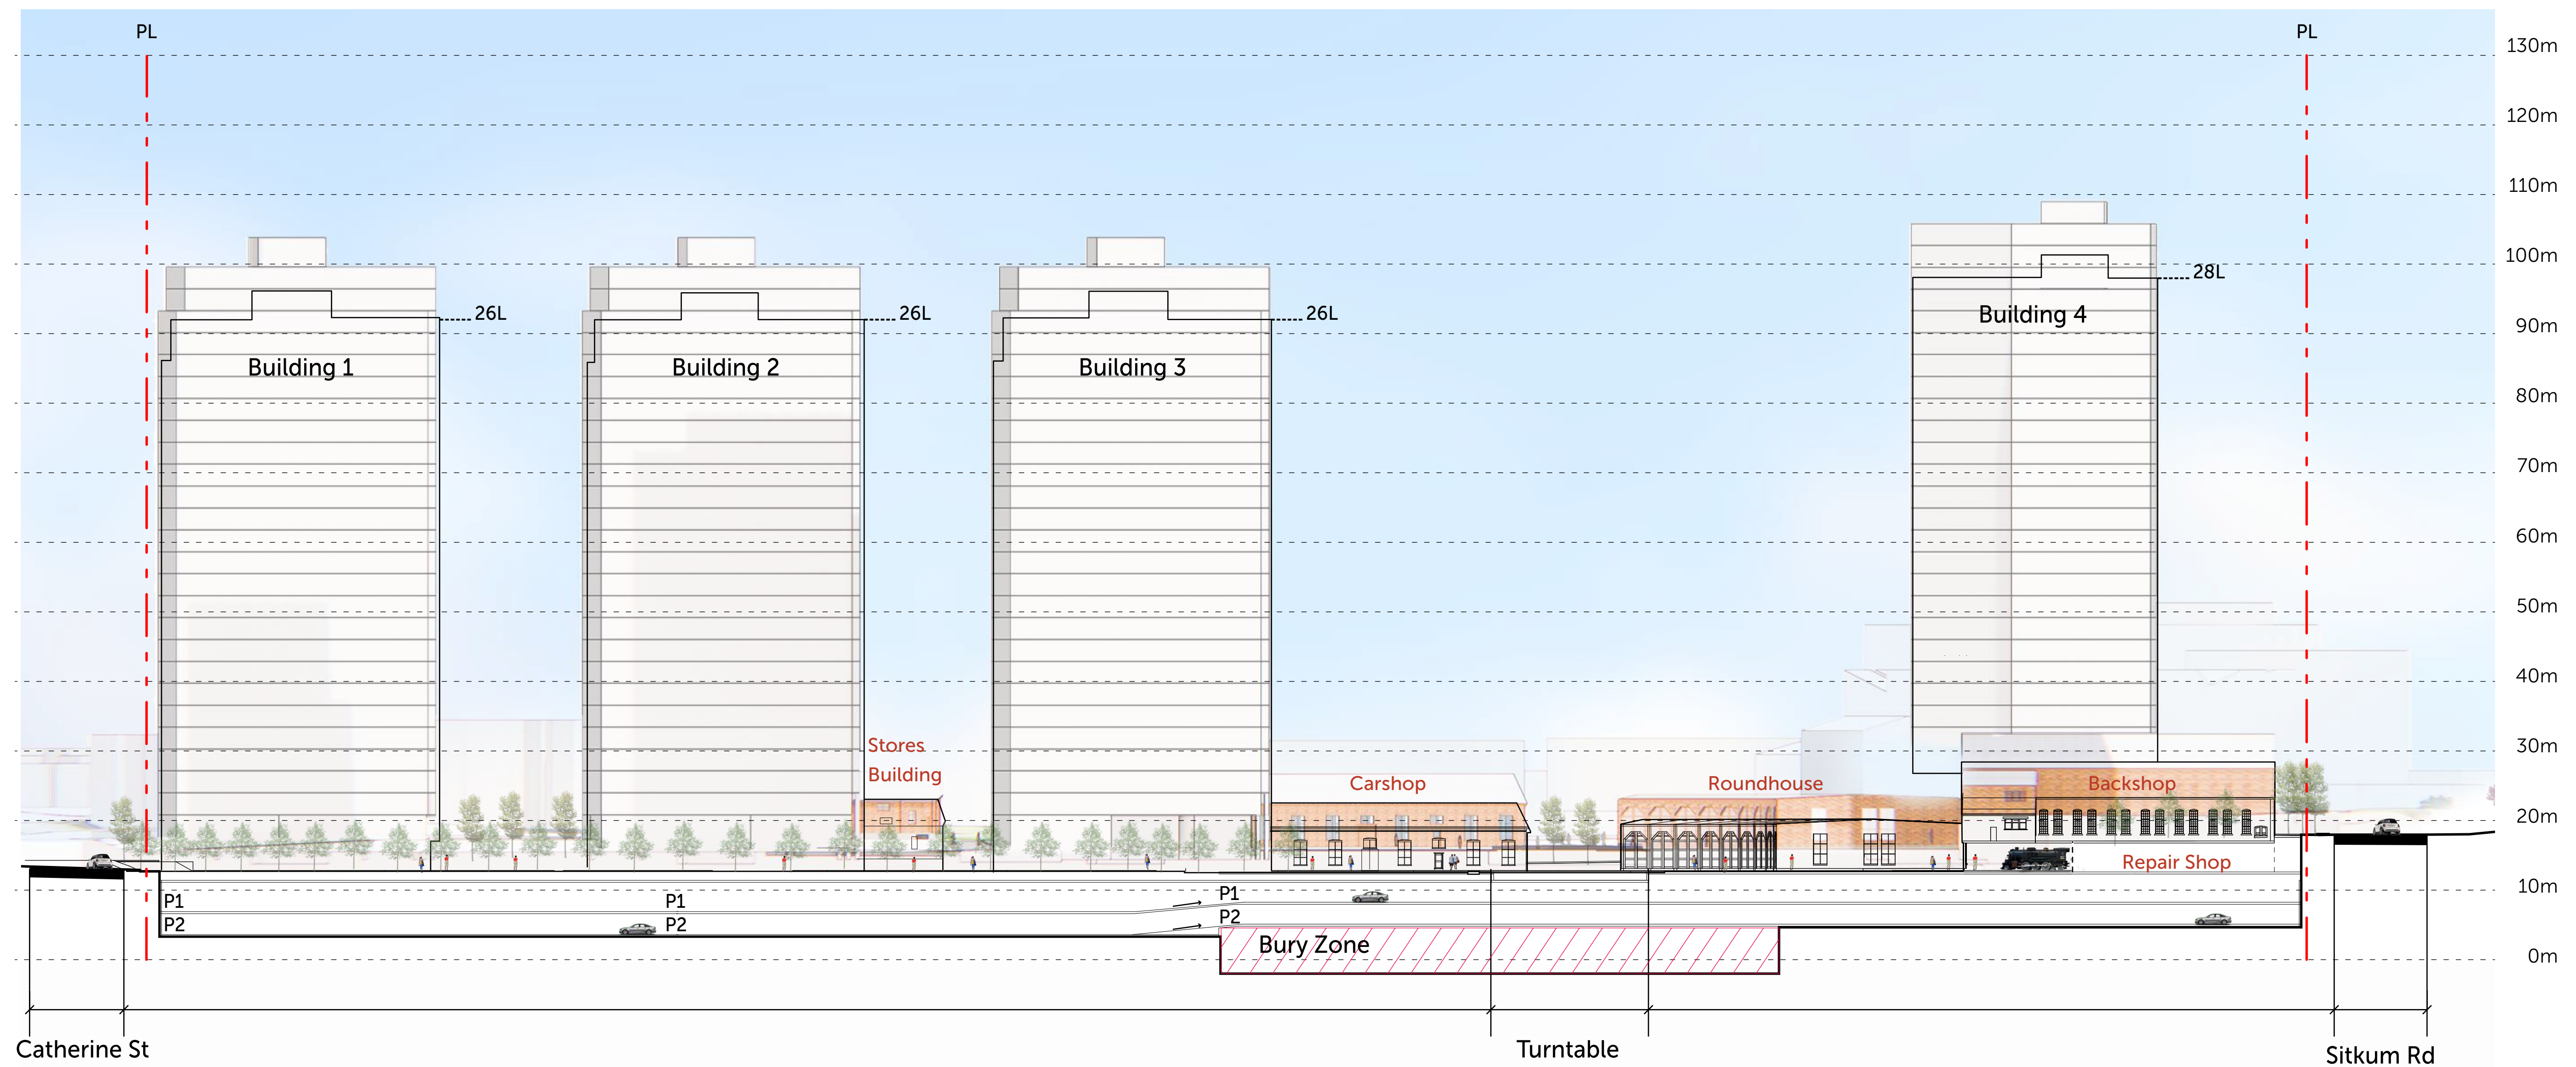 PL
PL
130m
120m
110m
100m
28L
26L
26L
26L
Building 4
90m
Building 1
Building 2
Building 3
80m
70m
60m
50m
40m
Stores
Building
30m
Carshop
Roundhouse
Backshop
20m
Repair Shop
P1
P1
P1
10m
P2
P2
P2
Bury Zone
0m
Catherine St
Turntable
Sitkum Rd